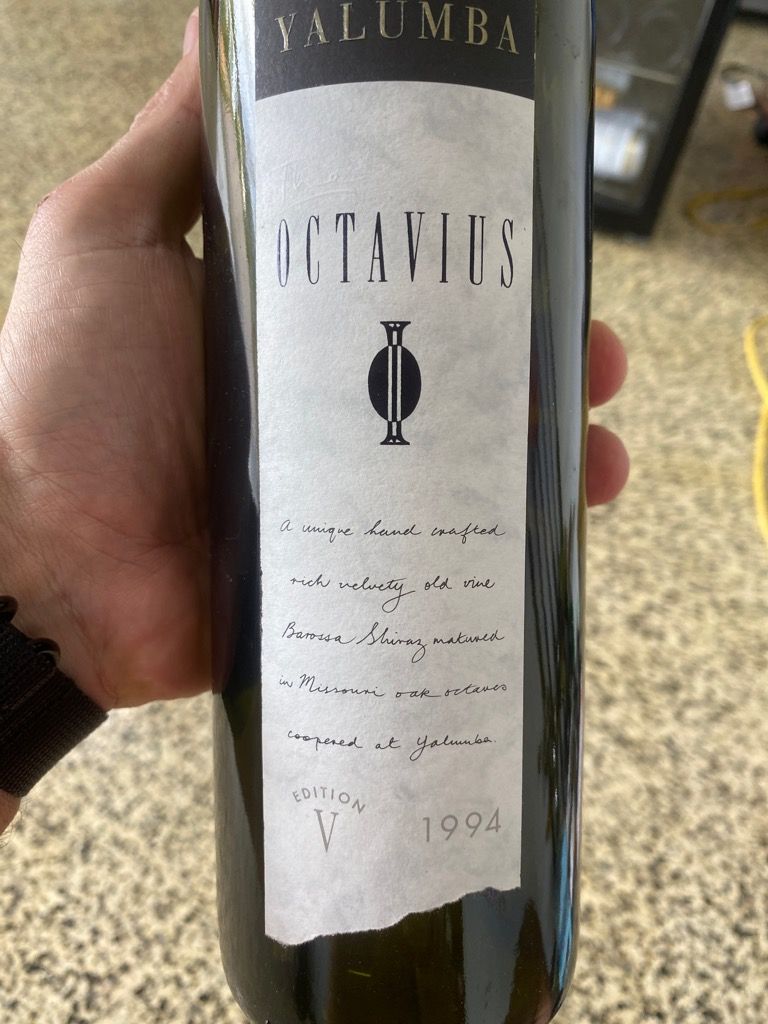 YALUMBA
The
OCTAVIUS
A unique hand crafted
rich velvety old vine
Barossa Shiraz matured
in Missouri oak octaves
coopered at Yalumba.
EDITION
V
1994